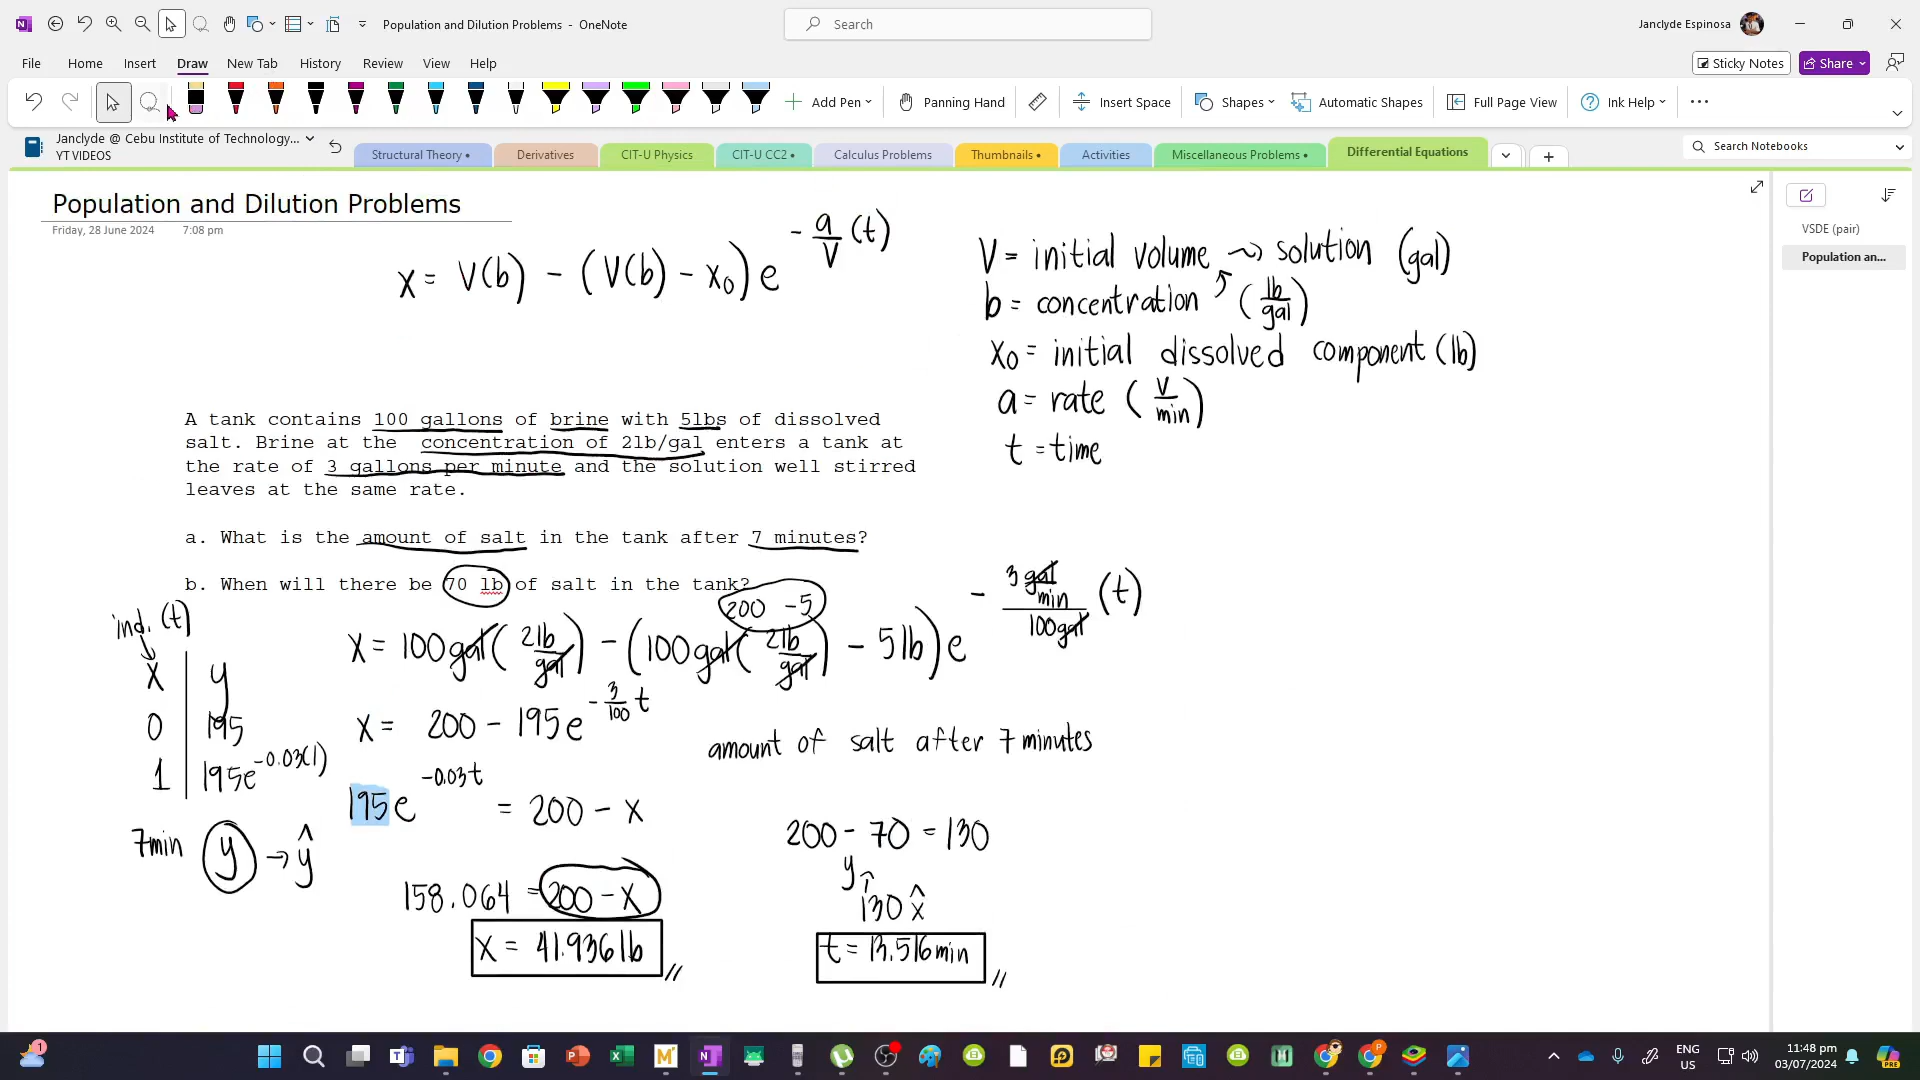 Population and Dilution Problems - OneNote
Search
Janclyde Espinosa
File Home Insert Draw New Tab History Review View Help
Sticky Notes
Share
Add Pen
Panning Hand
Insert Space
Shapes
Automatic Shapes
Full Page View
Ink Help
Janclyde @ Cebu Institute of Technology...
YT VIDEOS
Structural Theory •
Derivatives
CIT-U Physics
CIT-U CC2 •
Calculus Problems
Thumbnails •
Activities
Miscellaneous Problems •
Differential Equations
Search Notebooks
VSDE (pair)
Population an...
Population and Dilution Problems
Friday, 28 June 2024 7:08 pm
x = V(b) - (V(b) - x₀) e^(-a/V (t))
V = initial volume ~> solution (gal)
b = concentration (lb/gal)
x₀ = initial dissolved component (lb)
a = rate (V/min)
t = time
A tank contains 100 gallons of brine with 5lbs of dissolved
salt. Brine at the concentration of 2lb/gal enters a tank at
the rate of 3 gallons per minute and the solution well stirred
leaves at the same rate.
a. What is the amount of salt in the tank after 7 minutes?
b. When will there be 70 lb of salt in the tank?
200 - 5
x = 100gal(2lb/gal) - (100gal(2lb/gal) - 5lb) e^(-(3 gal/min)/(100gal) (t))
x = 200 - 195e^(-3/100 t)
195e^(-0.03t) = 200 - x
158.064 = 200 - x
x = 41.936 lb
ind. (t)
x y
0 195
1 195e^(-0.03(1))
7min y → ŷ
amount of salt after 7 minutes
200 - 70 = 130
y
130 x̂
t = 13.516 min
ENG
US
11:48 pm
03/07/2024